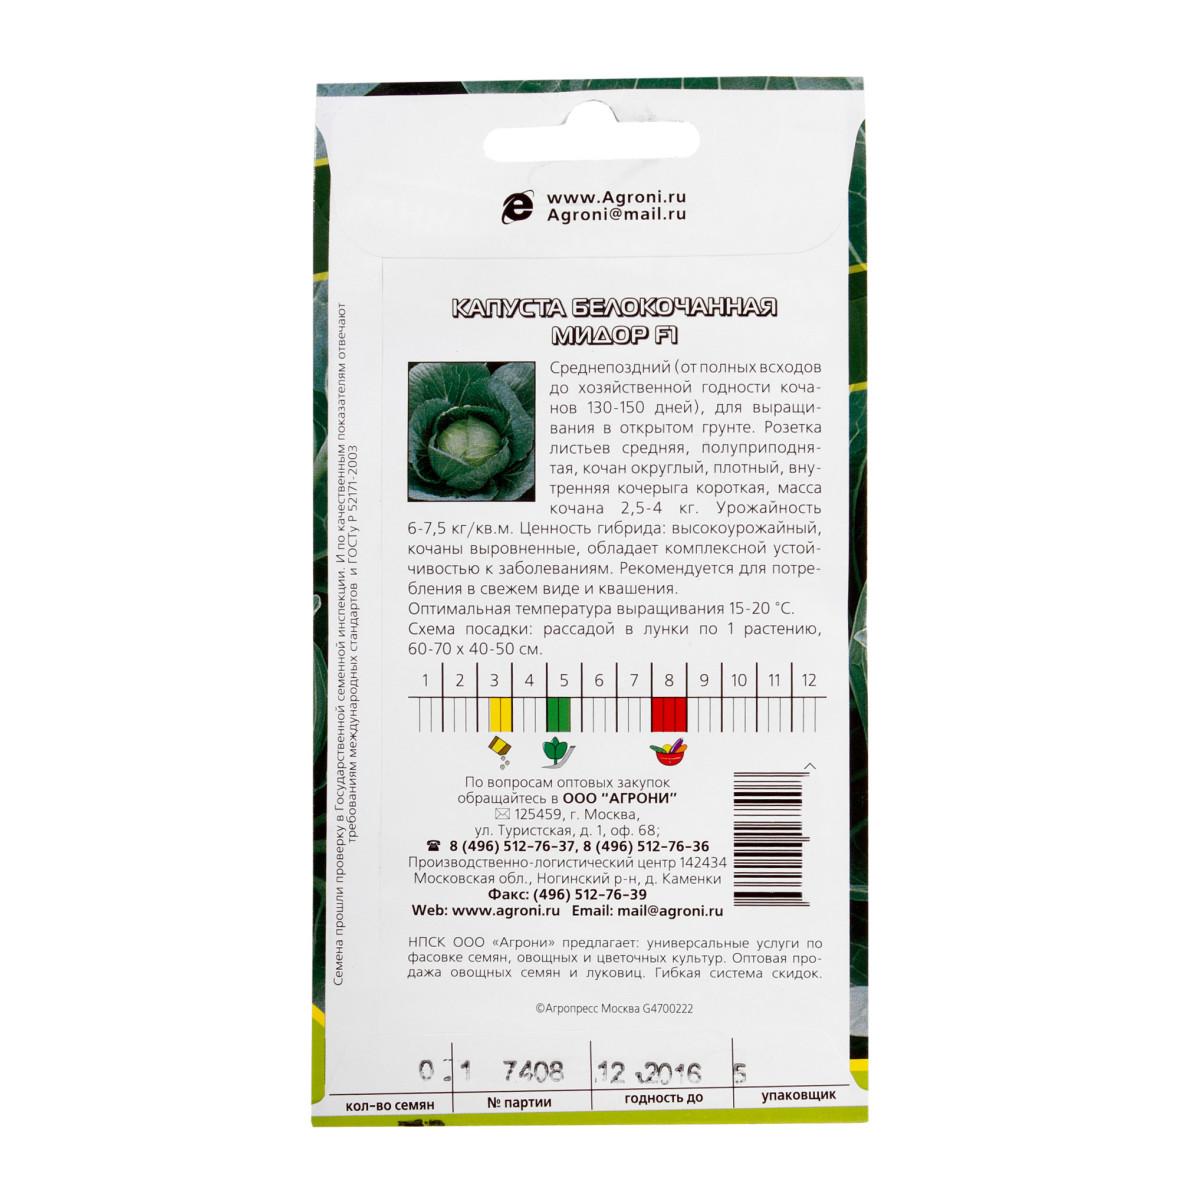 www.Agroni.ru
Agroni@mail.ru
КАПУСТА БЕЛОКОЧАННАЯ
МИДОР F1
Среднепоздний (от полных всходов
до хозяйственной годности коча-
нов 130-150 дней), для выращи-
вания в открытом грунте. Розетка
листьев средняя, полуприподня-
тая, кочан округлый, плотный, вну-
тренняя кочерыга короткая, масса
кочана 2,5-4 кг. Урожайность
6-7,5 кг/кв.м. Ценность гибрида: высокоурожайный,
кочаны выровненные, обладает комплексной устой-
чивостью к заболеваниям. Рекомендуется для потре-
бления в свежем виде и квашения.
Оптимальная температура выращивания 15-20 °С.
Схема посадки: рассадой в лунки по 1 растению,
60-70 х 40-50 см.
1 2 3 4 5 6 7 8 9 10 11 12
По вопросам оптовых закупок
обращайтесь в ООО "АГРОНИ"
125459, г. Москва,
ул. Туристская, д. 1, оф. 68;
8 (496) 512-76-37, 8 (496) 512-76-36
Производственно-логистический центр 142434
Московская обл., Ногинский р-н, д. Каменки
Факс: (496) 512-76-39
Web: www.agroni.ru Email: mail@agroni.ru
НПСК ООО «Агрони» предлагает: универсальные услуги по
фасовке семян, овощных и цветочных культур. Оптовая про-
дажа овощных семян и луковиц. Гибкая система скидок.
©Агропресс Москва G4700222
0 1 7408 12 2016 5
кол-во семян № партии годность до упаковщик
Семена прошли проверку в Государственной семенной инспекции. И по качественным показателям отвечают
требованиям международных стандартов и ГОСТу Р 52171-2003